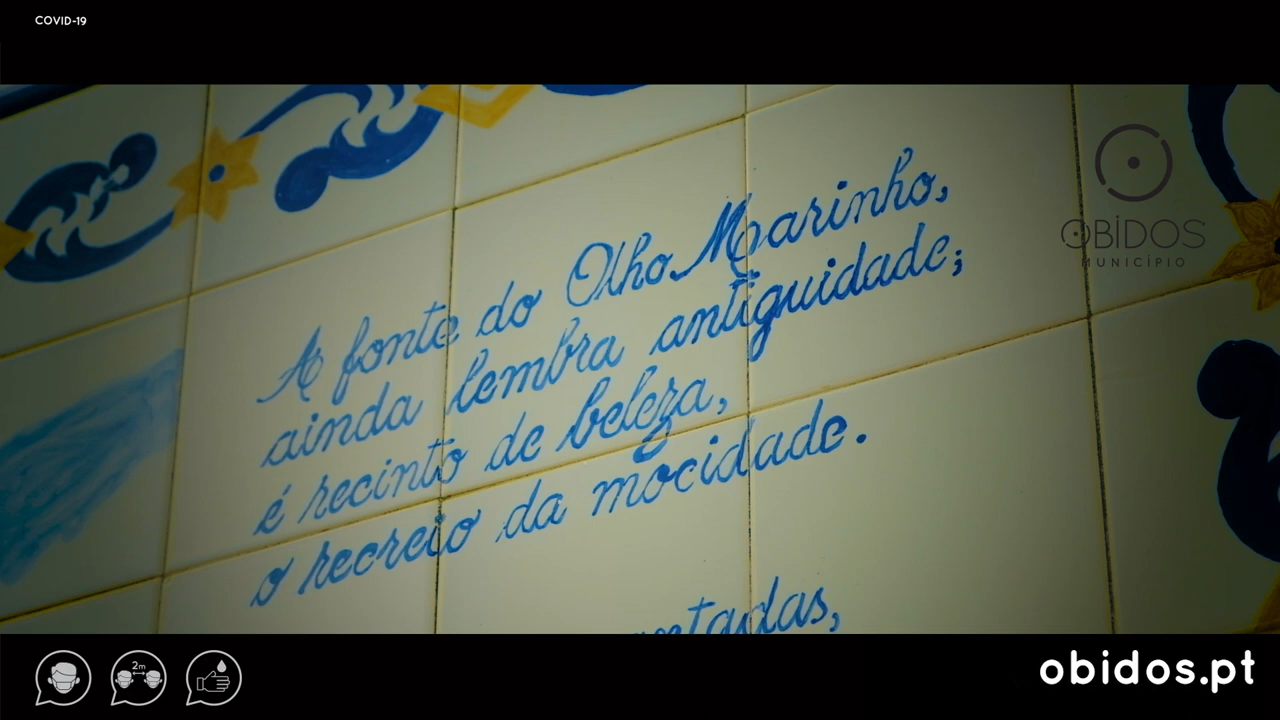 COVID-19
ÓBIDOS
MUNICÍPIO
A fonte do Olho Marinho,
ainda lembra antiguidade;
é recinto de beleza,
o recreio da mocidade.
2m
obidos.pt